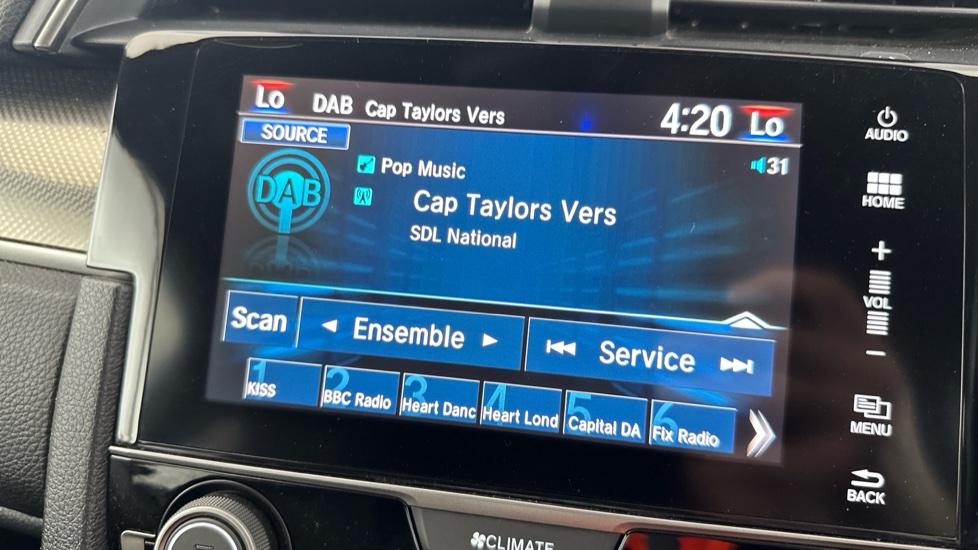 Lo DAB Cap Taylors Vers 4:20 Lo
SOURCE
DAB
Pop Music
31
Cap Taylors Vers
SDL National
Scan
Ensemble
Service
1 KISS
2 BBC Radio
3 Heart Danc
4 Heart Lond
5 Capital DA
6 Fix Radio
AUDIO
HOME
+
VOL
−
MENU
BACK
CLIMATE